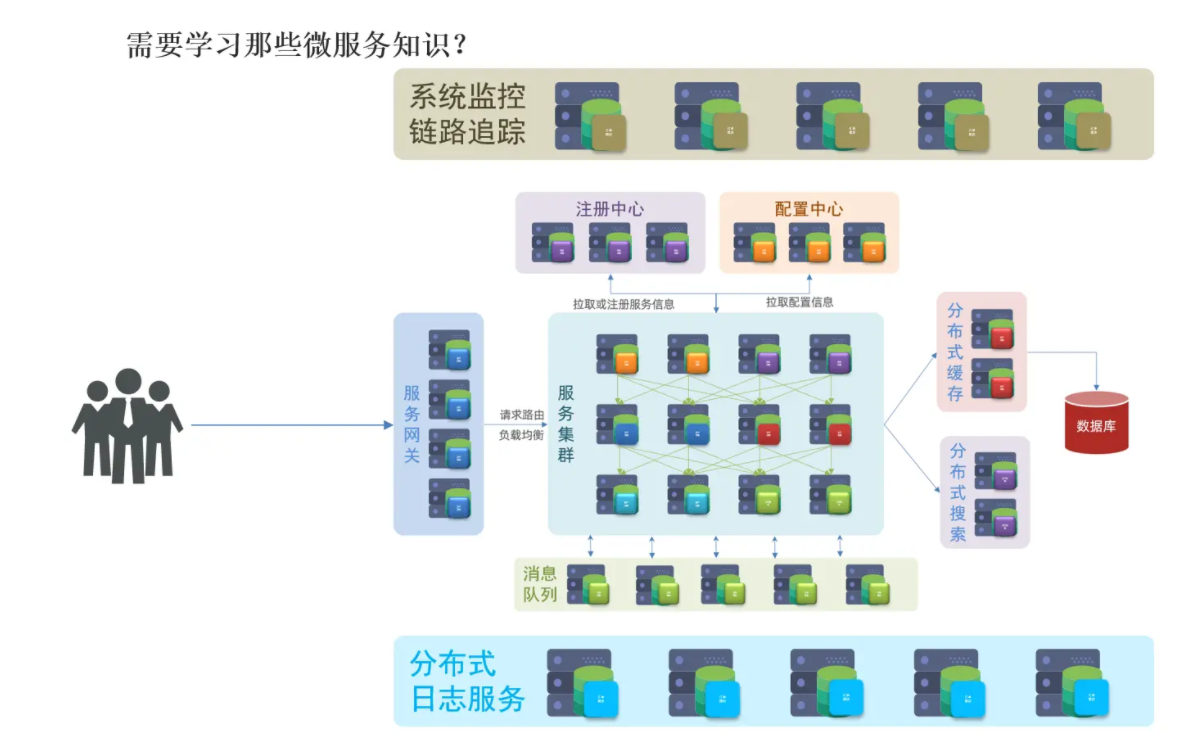 需要学习那些微服务知识？
系统监控
链路追踪
注册中心
配置中心
拉取或注册服务信息
拉取配置信息
服务网关
请求路由
负载均衡
服务集群
分布式缓存
数据库
分布式搜索
消息
队列
分布式
日志服务